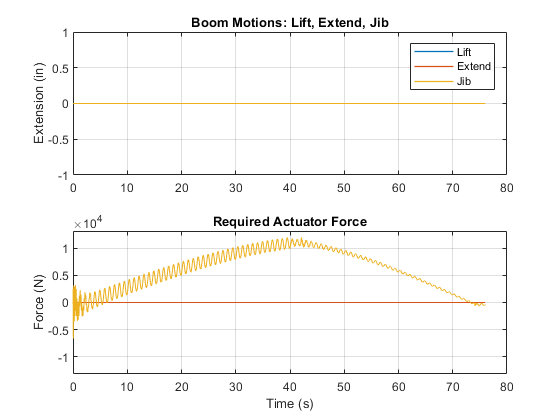 Boom Motions: Lift, Extend, Jib
1
0.5
0
-0.5
-1
Extension (in)
Lift
Extend
Jib
0 10 20 30 40 50 60 70 80
Required Actuator Force
×10^4
1
0.5
0
-0.5
-1
Force (N)
0 10 20 30 40 50 60 70 80
Time (s)